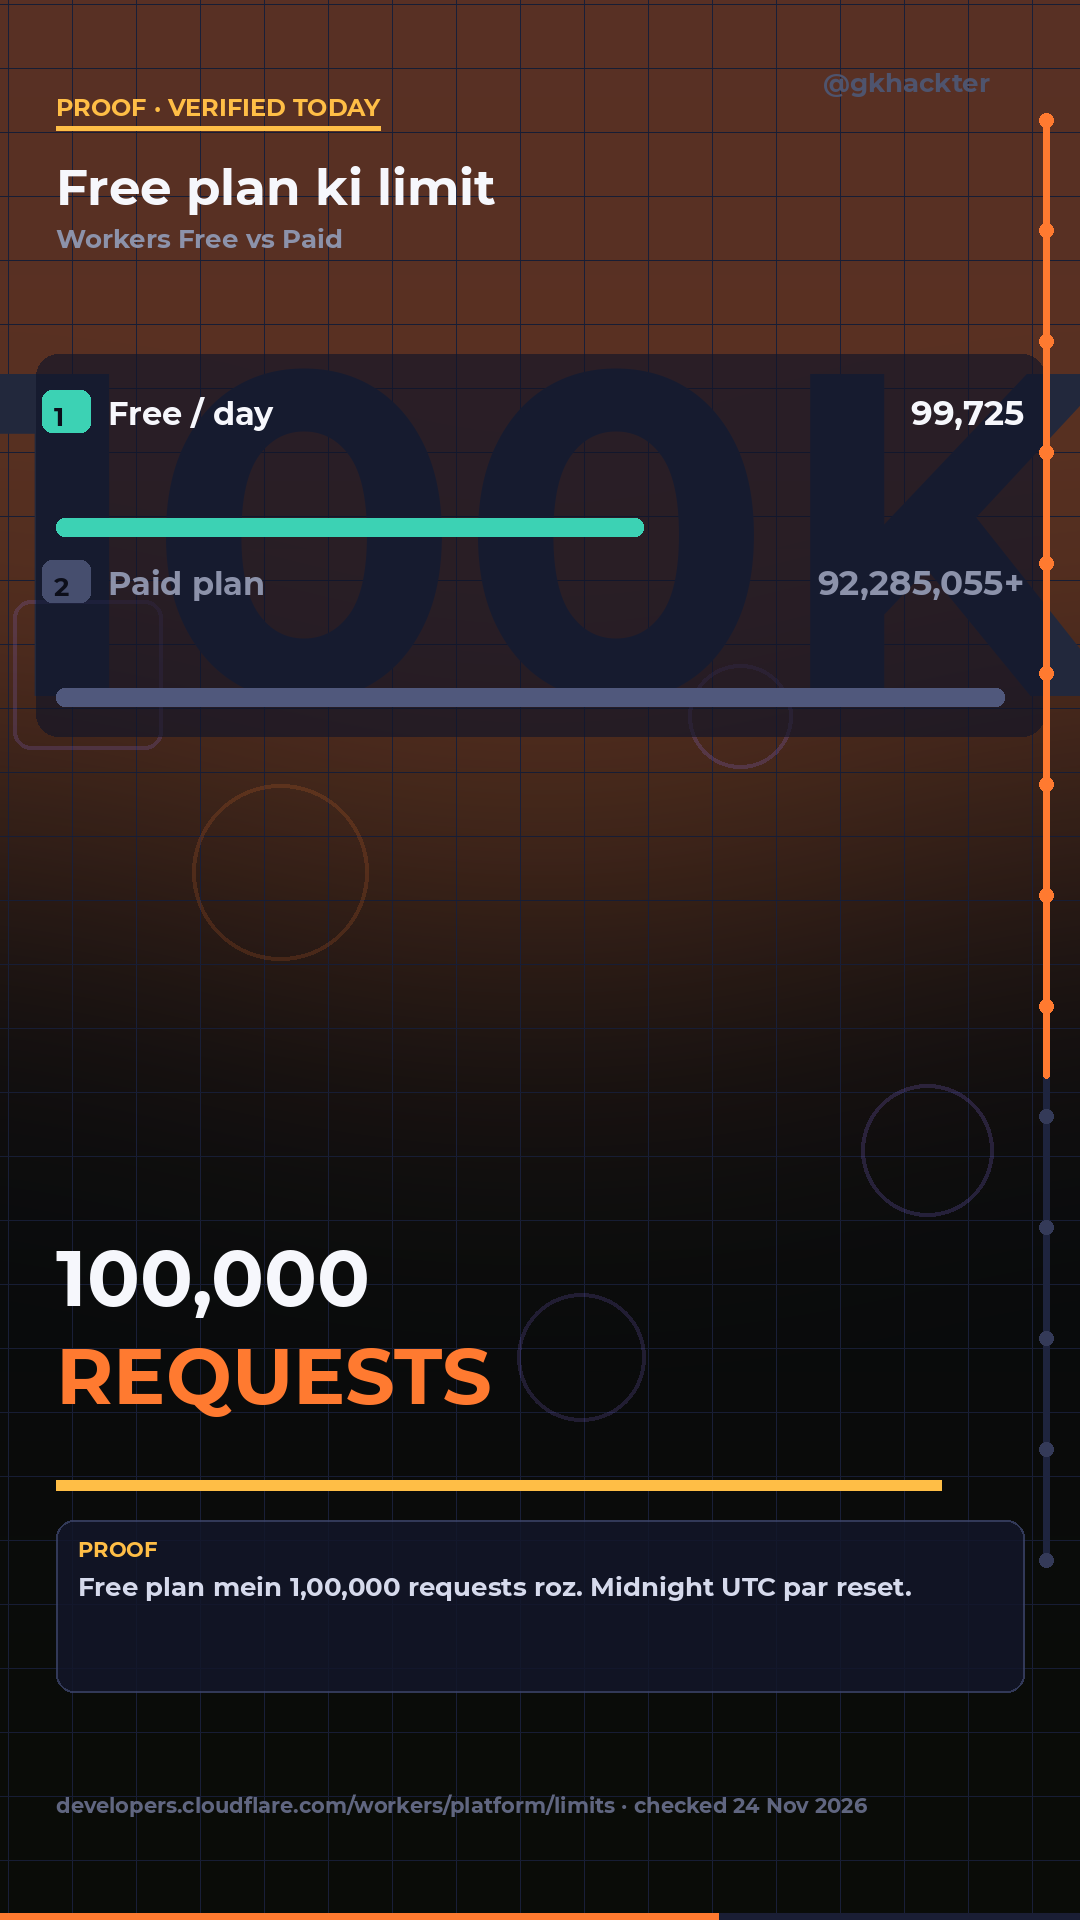 @gkhackter
PROOF · VERIFIED TODAY
Free plan ki limit
Workers Free vs Paid
100K
1 Free / day 99,725
2 Paid plan 92,285,055+
100,000
REQUESTS
PROOF
Free plan mein 1,00,000 requests roz. Midnight UTC par reset.
developers.cloudflare.com/workers/platform/limits · checked 24 Nov 2026